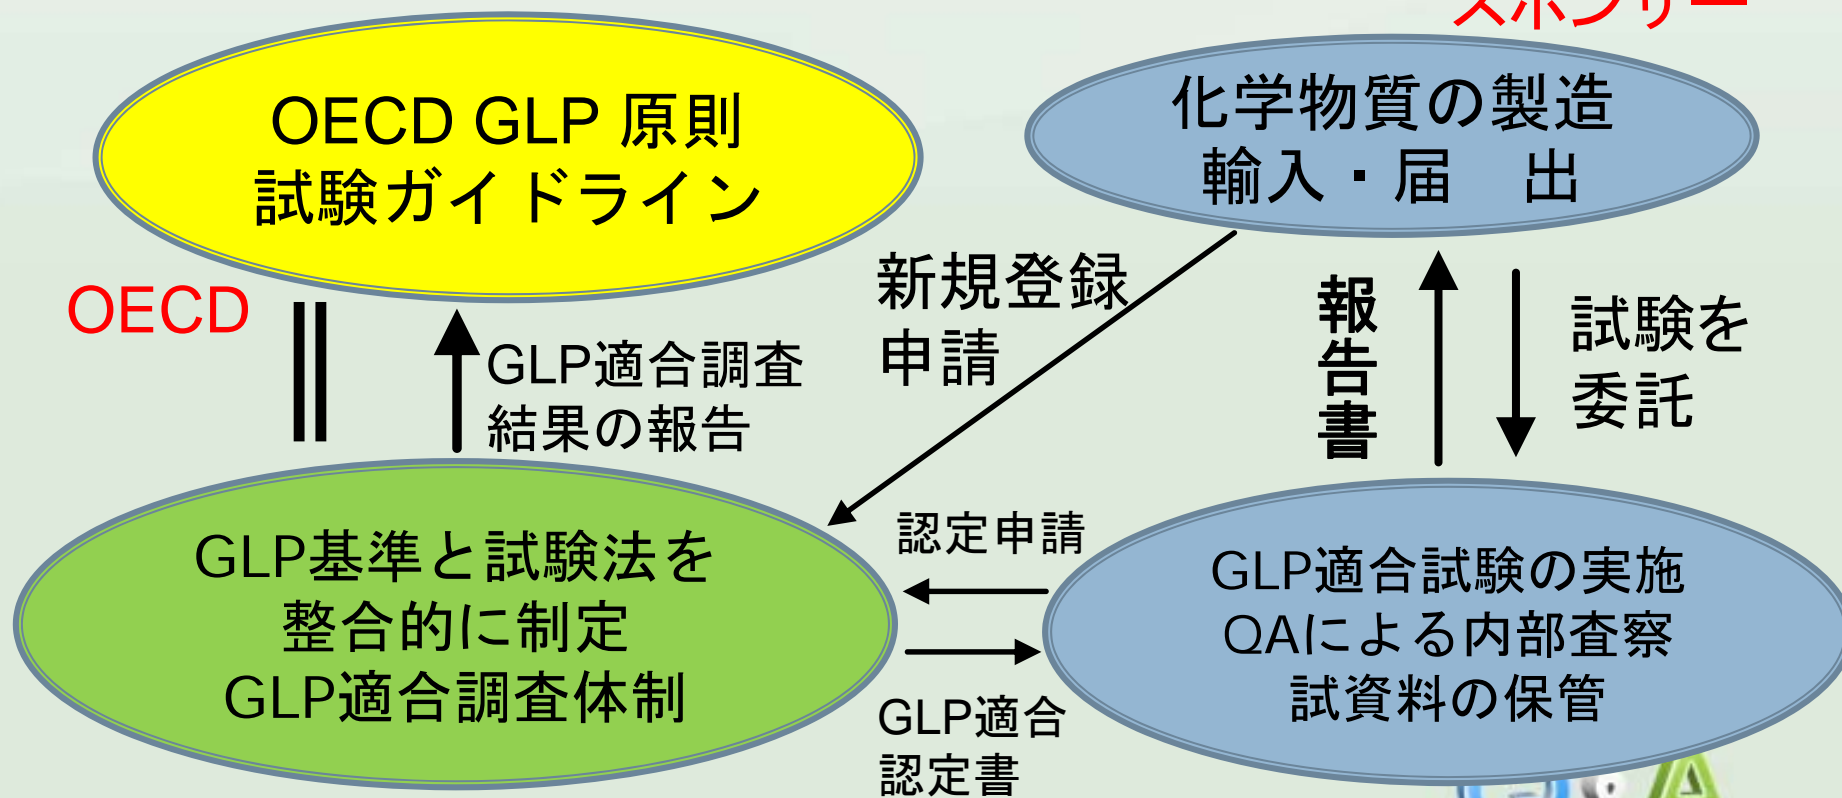 スポンサー
OECD GLP 原則
試験ガイドライン
化学物質の製造
輸入・届　出
OECD
新規登録
申請
GLP適合調査
結果の報告
報告書
試験を
委託
GLP基準と試験法を
整合的に制定
GLP適合調査体制
認定申請
GLP適合
認定書
GLP適合試験の実施
QAによる内部査察
試資料の保管